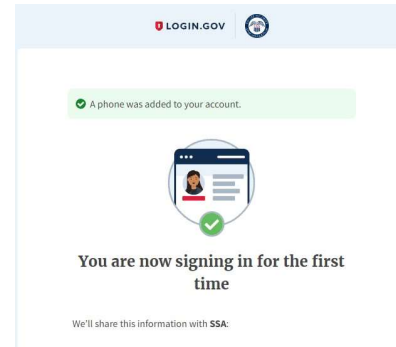 LOGIN.GOV
A phone was added to your account.
You are now signing in for the first
time
We'll share this information with SSA: